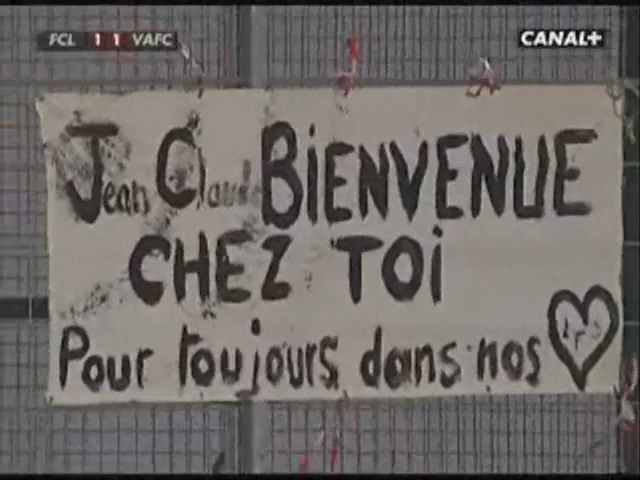 FCL 1 1 VAFC
CANAL+
Jean Claude BiENVENUE
CHEZ TOi
Pour toujours dans nos